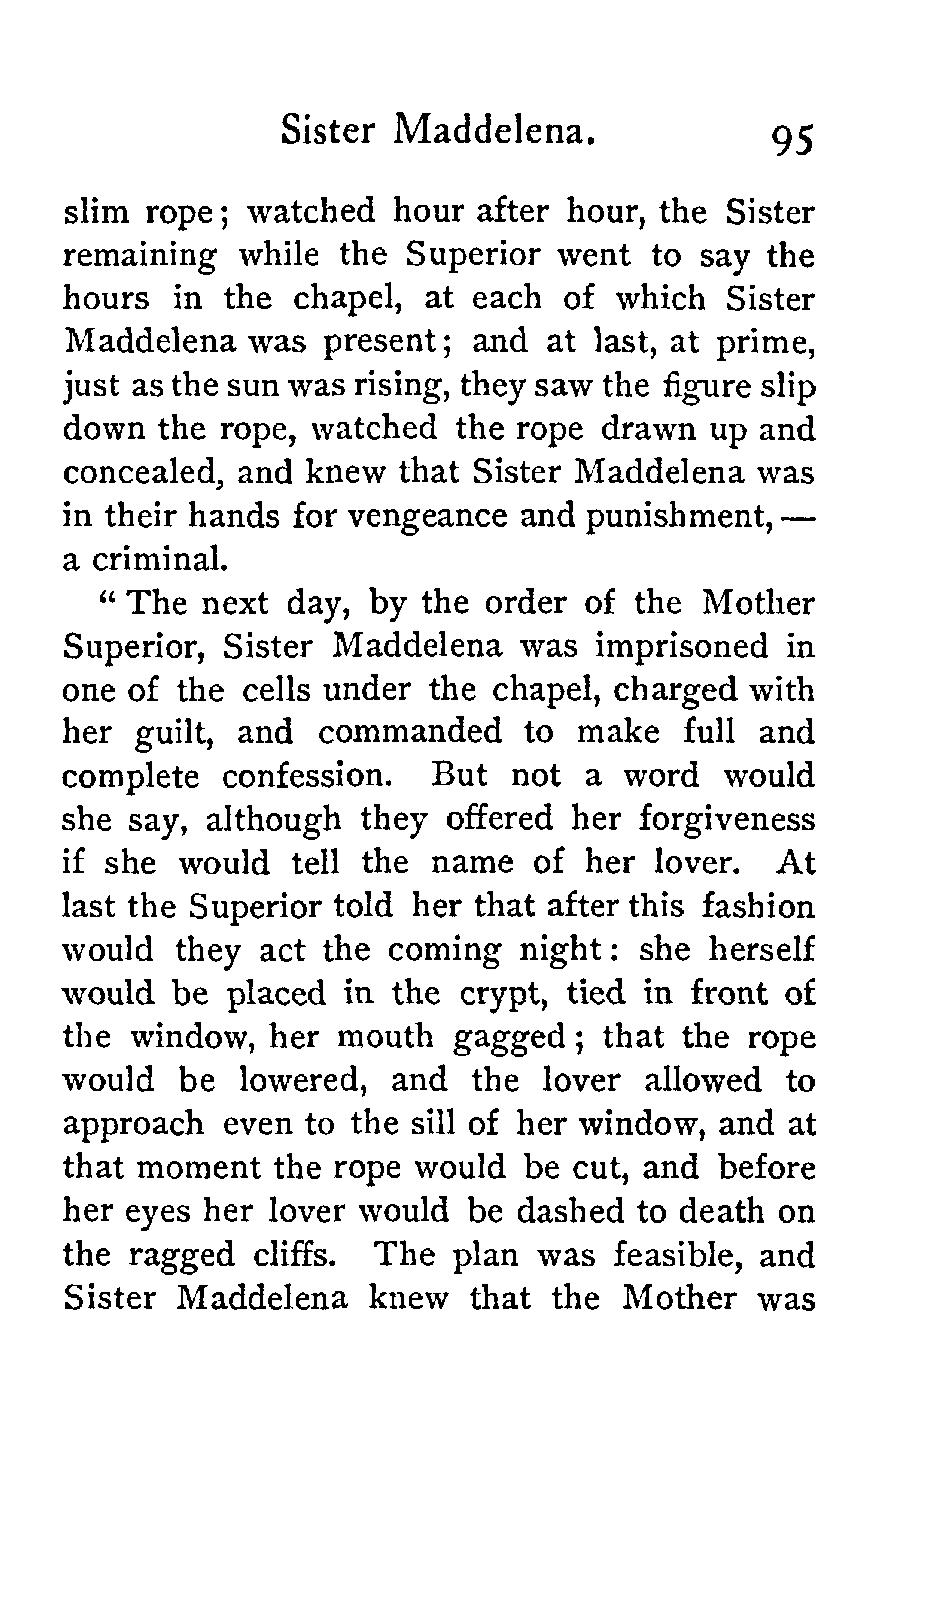 Sister Maddelena. 95
slim rope; watched hour after hour, the Sister
remaining while the Superior went to say the
hours in the chapel, at each of which Sister
Maddelena was present; and at last, at prime,
just as the sun was rising, they saw the figure slip
down the rope, watched the rope drawn up and
concealed, and knew that Sister Maddelena was
in their hands for vengeance and punishment, —
a criminal.
“ The next day, by the order of the Mother
Superior, Sister Maddelena was imprisoned in
one of the cells under the chapel, charged with
her guilt, and commanded to make full and
complete confession. But not a word would
she say, although they offered her forgiveness
if she would tell the name of her lover. At
last the Superior told her that after this fashion
would they act the coming night: she herself
would be placed in the crypt, tied in front of
the window, her mouth gagged; that the rope
would be lowered, and the lover allowed to
approach even to the sill of her window, and at
that moment the rope would be cut, and before
her eyes her lover would be dashed to death on
the ragged cliffs. The plan was feasible, and
Sister Maddelena knew that the Mother was